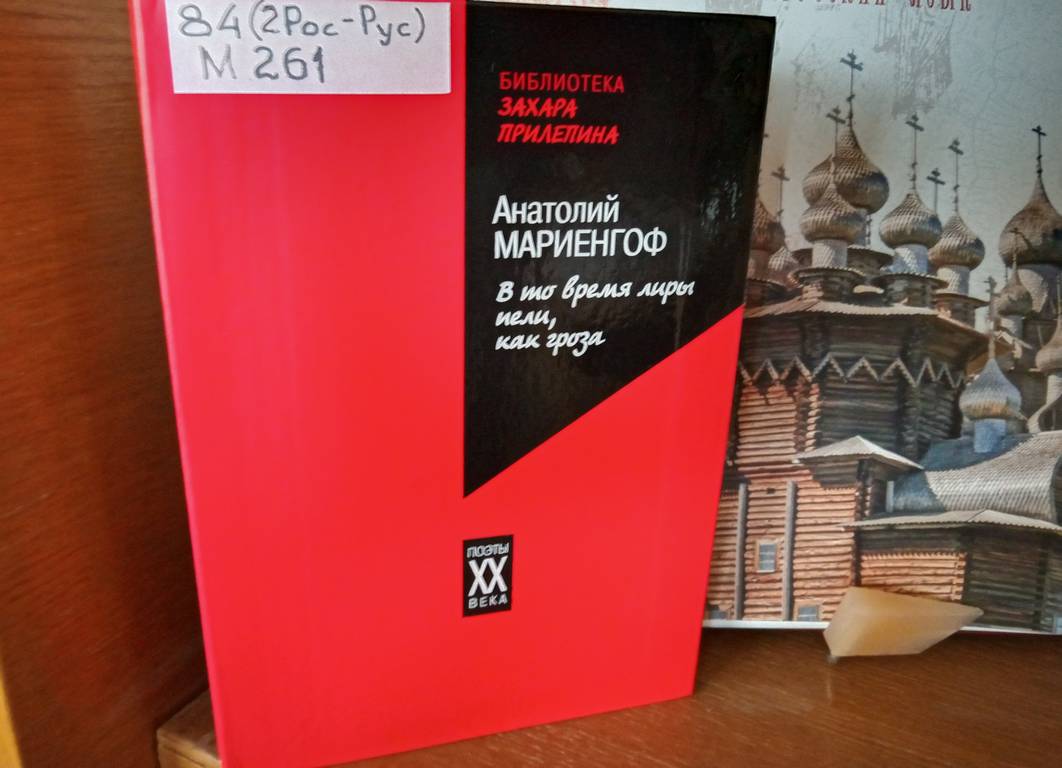 84(2Рос-Рус)
М 261
БИБЛИОТЕКА
ЗАХАРА
ПРИЛЕПИНА
Анатолий
МАРИЕНГОФ
В то время лиры
пели,
как гроза
ПОЭТЫ
XX
ВЕКА